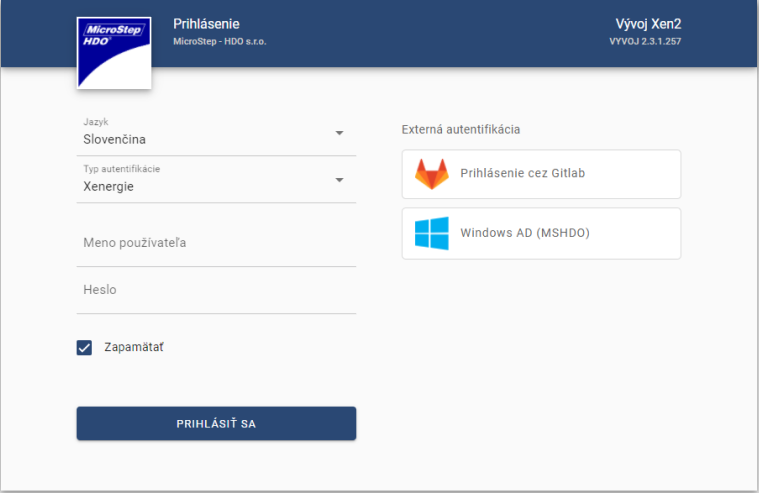 MicroStep
HDO
Prihlásenie
MicroStep - HDO s.r.o.
Vývoj Xen2
VYVOJ 2.3.1.257
Jazyk
Slovenčina
Typ autentifikácie
Xenergie
Meno používateľa
Heslo
Zapamätať
PRIHLÁSIŤ SA
Externá autentifikácia
Prihlásenie cez Gitlab
Windows AD (MSHDO)